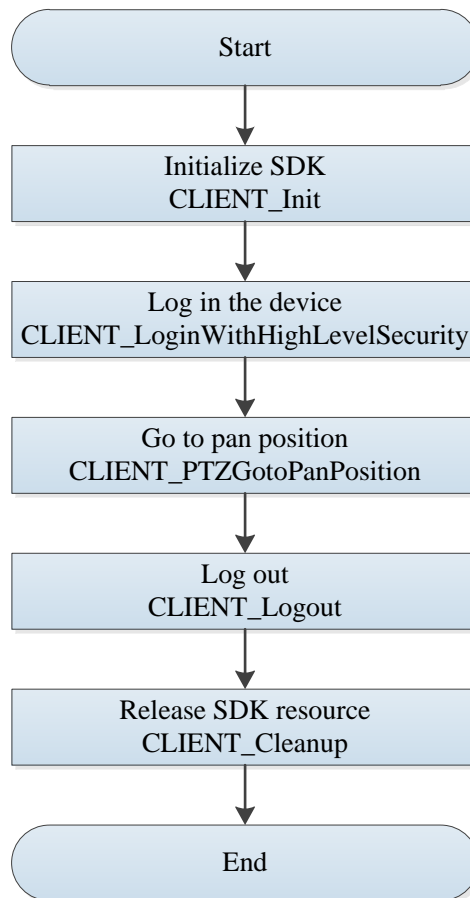 Start
Initialize SDK
CLIENT_Init
Log in the device
CLIENT_LoginWithHighLevelSecurity
Go to pan position
CLIENT_PTZGotoPanPosition
Log out
CLIENT_Logout
Release SDK resource
CLIENT_Cleanup
End